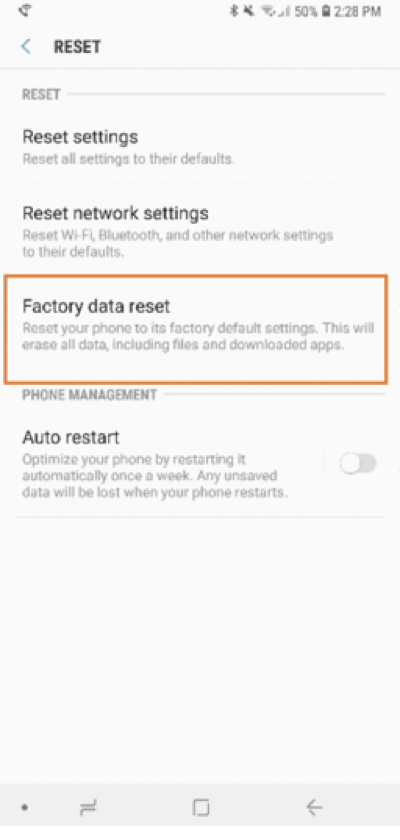 50% 2:28 PM
RESET
RESET
Reset settings
Reset all settings to their defaults.
Reset network settings
Reset Wi-Fi, Bluetooth, and other network settings
to their defaults.
Factory data reset
Reset your phone to its factory default settings. This will
erase all data, including files and downloaded apps.
PHONE MANAGEMENT
Auto restart
Optimize your phone by restarting it
automatically once a week. Any unsaved
data will be lost when your phone restarts.